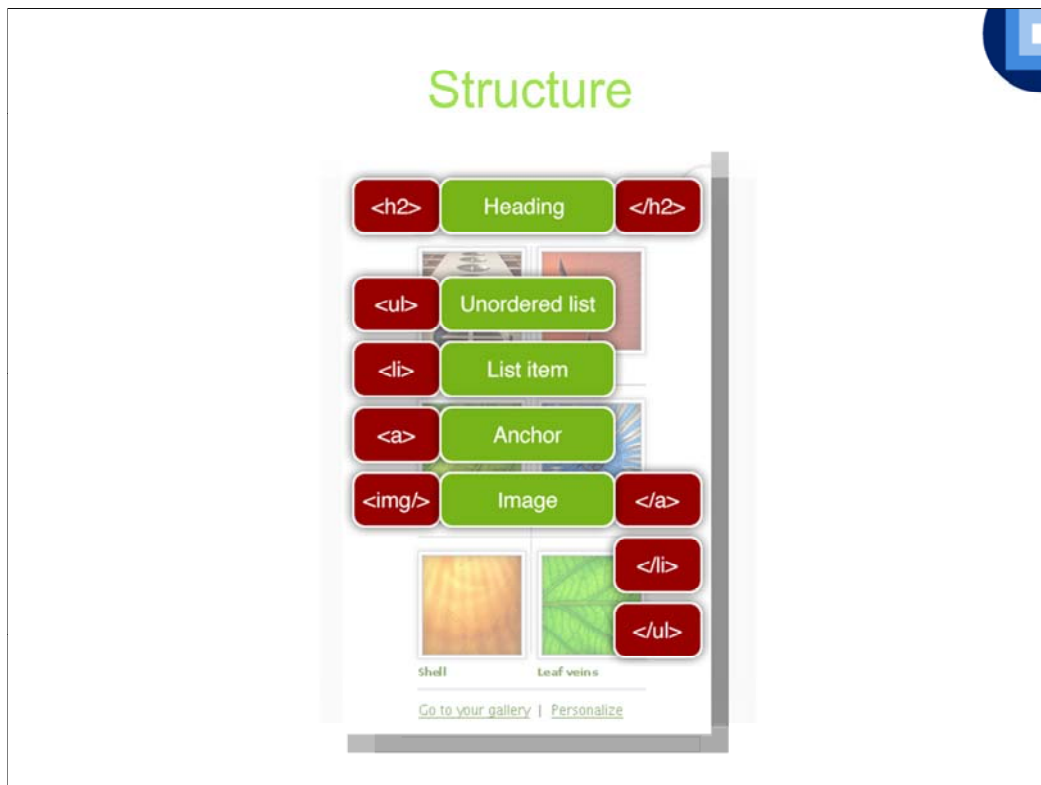 Structure
<h2> Heading </h2>
<ul> Unordered list
<li> List item
<a> Anchor
<img/> Image </a>
</li>
</ul>
Shell Leaf veins
Go to your gallery | Personalize